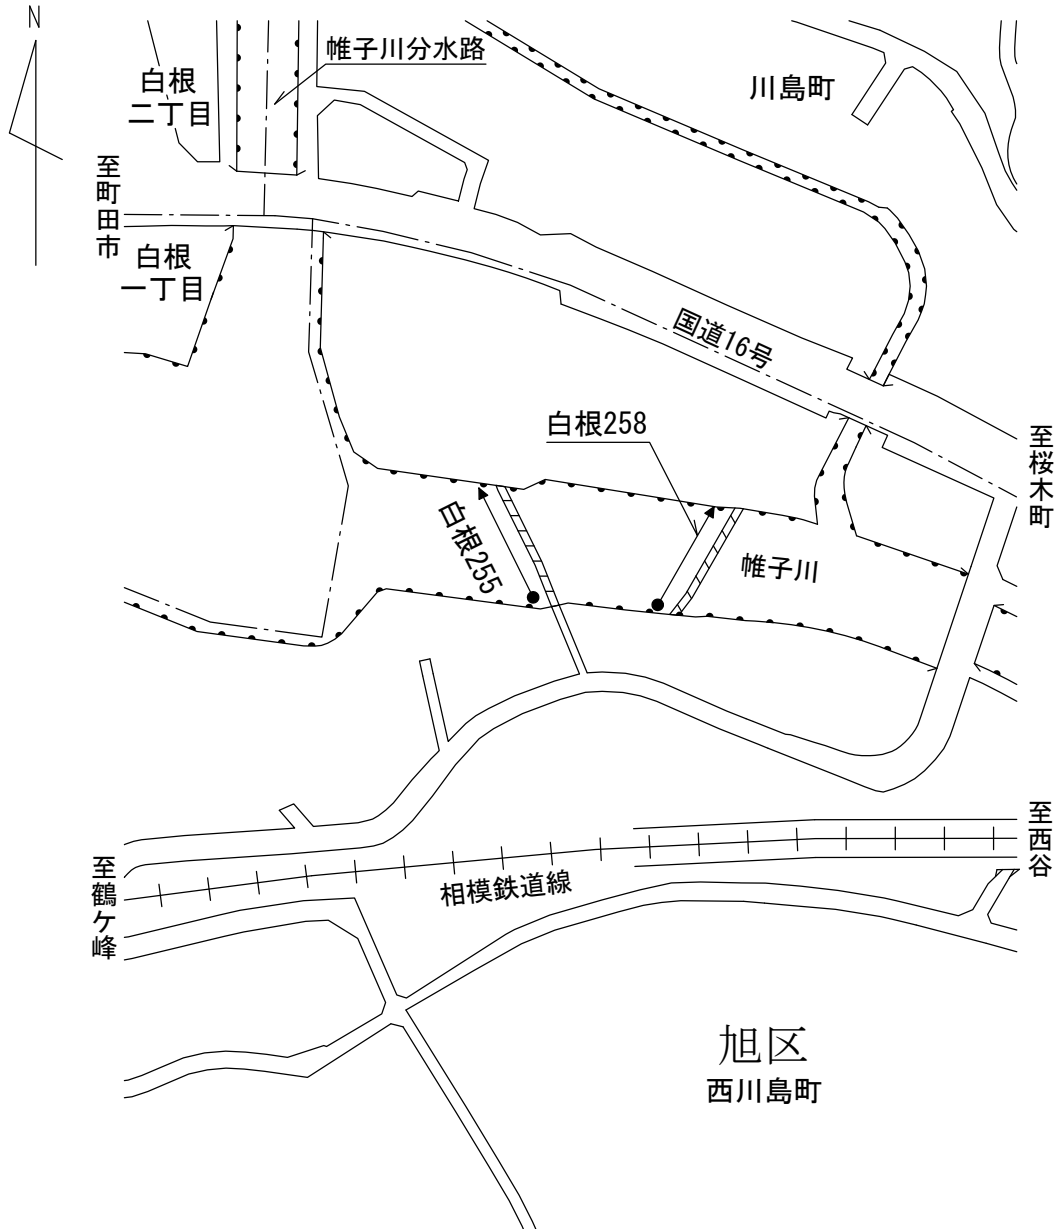 N
帷子川分水路
白根
二丁目
川島町
至町田市
白根
一丁目
国道16号
白根258
至桜木町
白根255
帷子川
至西谷
至鶴ケ峰
相模鉄道線
旭区
西川島町